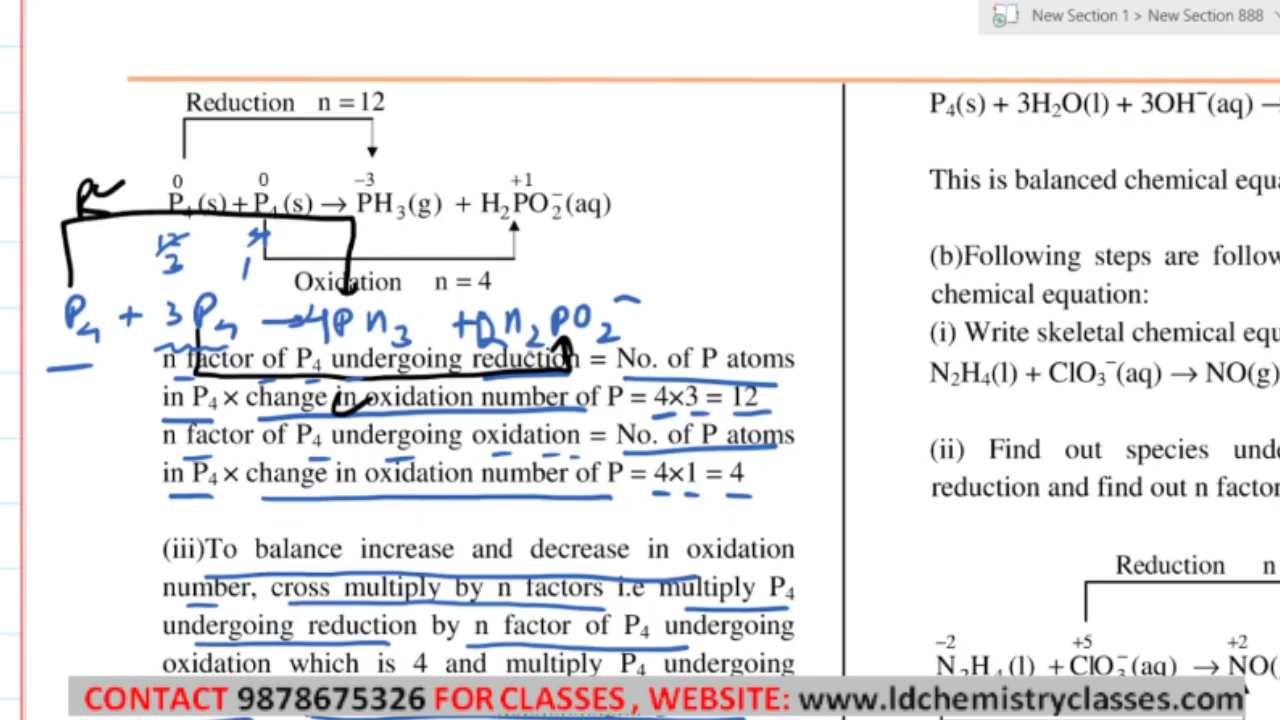 New Section 1 > New Section 888
Reduction n = 12
0 0 –3 +1
P₄(s) + P₄(s) → PH₃(g) + H₂PO₂⁻(aq)
12 4
3 1
Oxidation n = 4
P₄ + 3P₄ → 4PH₃ + 12H₂PO₂⁻
n factor of P₄ undergoing reduction = No. of P atoms
in P₄ × change in oxidation number of P = 4×3 = 12
n factor of P₄ undergoing oxidation = No. of P atoms
in P₄ × change in oxidation number of P = 4×1 = 4
(iii)To balance increase and decrease in oxidation
number, cross multiply by n factors i.e multiply P₄
undergoing reduction by n factor of P₄ undergoing
oxidation which is 4 and multiply P₄ undergoing
P₄(s) + 3H₂O(l) + 3OH⁻(aq) →
This is balanced chemical equa
(b)Following steps are follow
chemical equation:
(i) Write skeletal chemical equ
N₂H₄(l) + ClO₃⁻(aq) → NO(g)
(ii) Find out species unde
reduction and find out n factor
Reduction n
–2 +5 +2
N₂H₄(l) + ClO₃⁻(aq) → NO(
CONTACT 9878675326 FOR CLASSES , WEBSITE: www.ldchemistryclasses.com